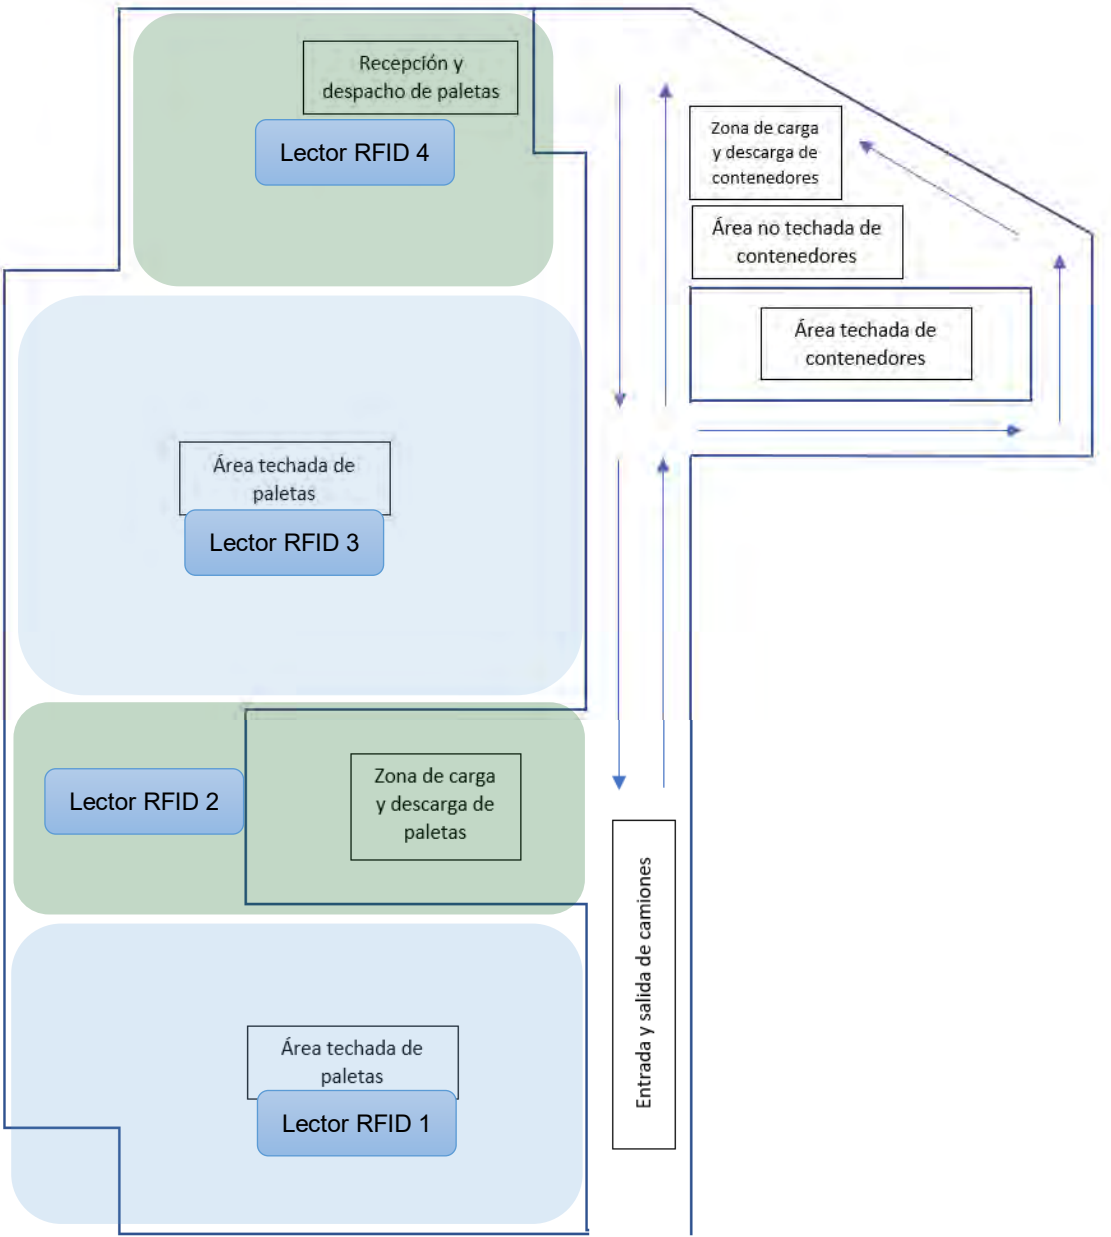 Recepción y
despacho de paletas
Lector RFID 4
Zona de carga
y descarga de
contenedores
Área no techada de
contenedores
Área techada de
contenedores
Área techada de
paletas
Lector RFID 3
Lector RFID 2
Zona de carga
y descarga de
paletas
Entrada y salida de camiones
Área techada de
paletas
Lector RFID 1